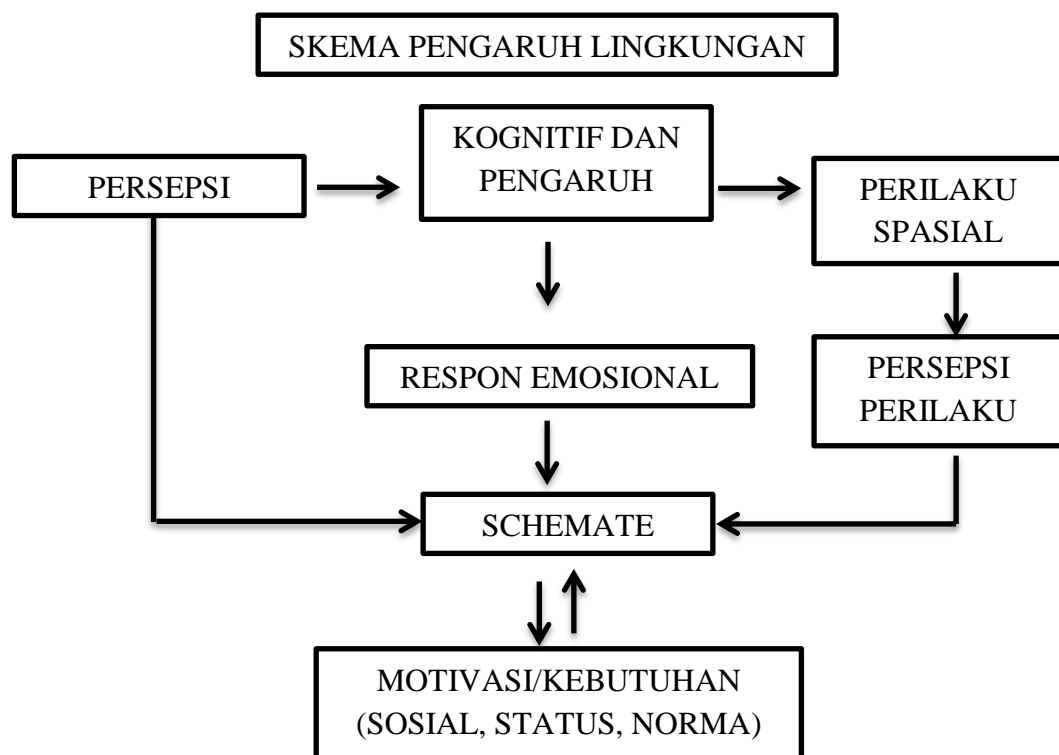 SKEMA PENGARUH LINGKUNGAN
KOGNITIF DAN
PENGARUH
PERSEPSI
PERILAKU
SPASIAL
RESPON EMOSIONAL
PERSEPSI
PERILAKU
SCHEMATE
MOTIVASI/KEBUTUHAN
(SOSIAL, STATUS, NORMA)